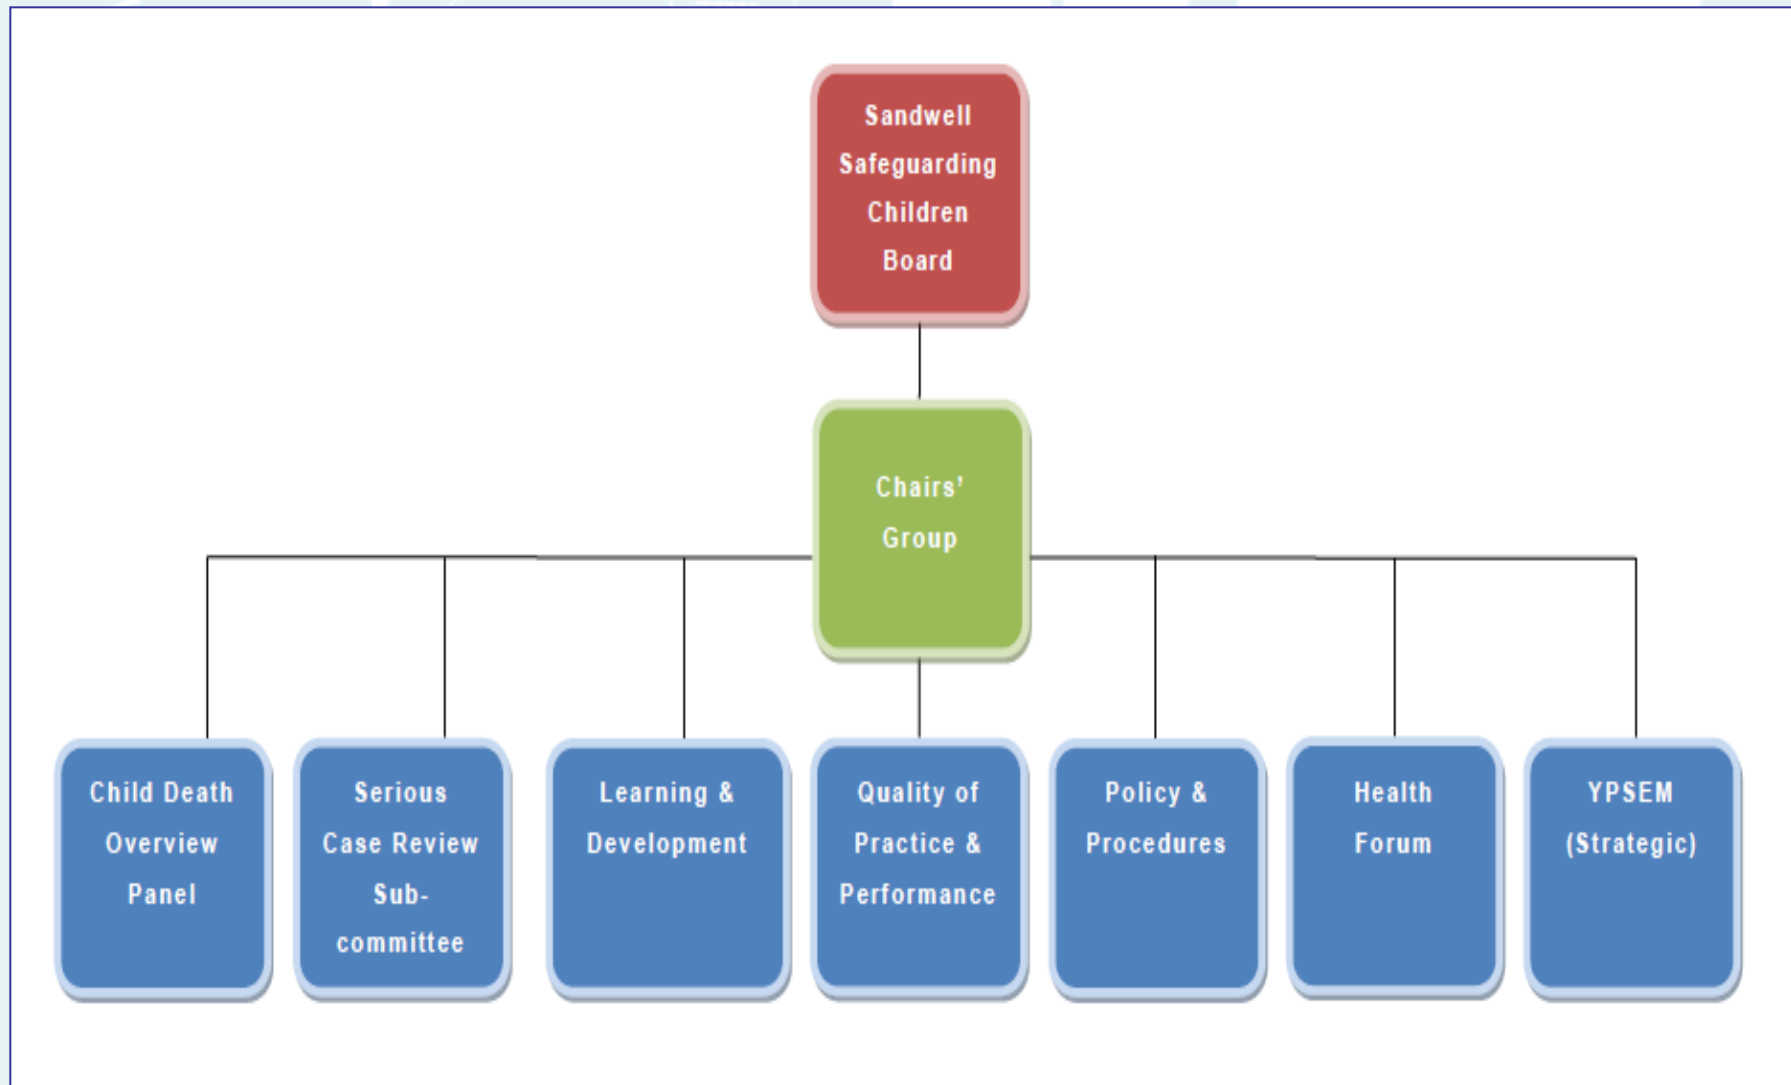 Sandwell
Safeguarding
Children
Board
Chairs’
Group
Child Death
Overview
Panel
Serious
Case Review
Sub-
committee
Learning &
Development
Quality of
Practice &
Performance
Policy &
Procedures
Health
Forum
YPSEM
(Strategic)